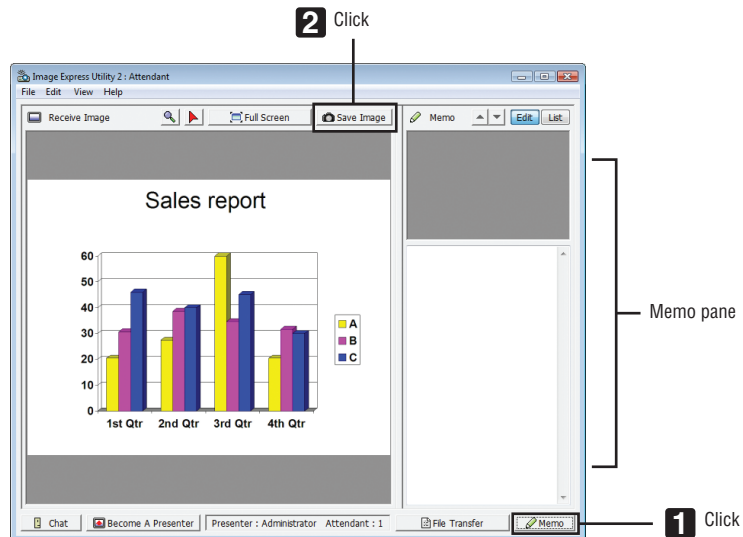 2 Click
Image Express Utility 2 : Attendant
File Edit View Help
Receive Image Full Screen Save Image Memo Edit List
Sales report
60
50
40
30
20
10
0
A
B
C
1st Qtr 2nd Qtr 3rd Qtr 4th Qtr
Memo pane
Chat Become A Presenter Presenter : Administrator Attendant : 1 File Transfer Memo
1 Click